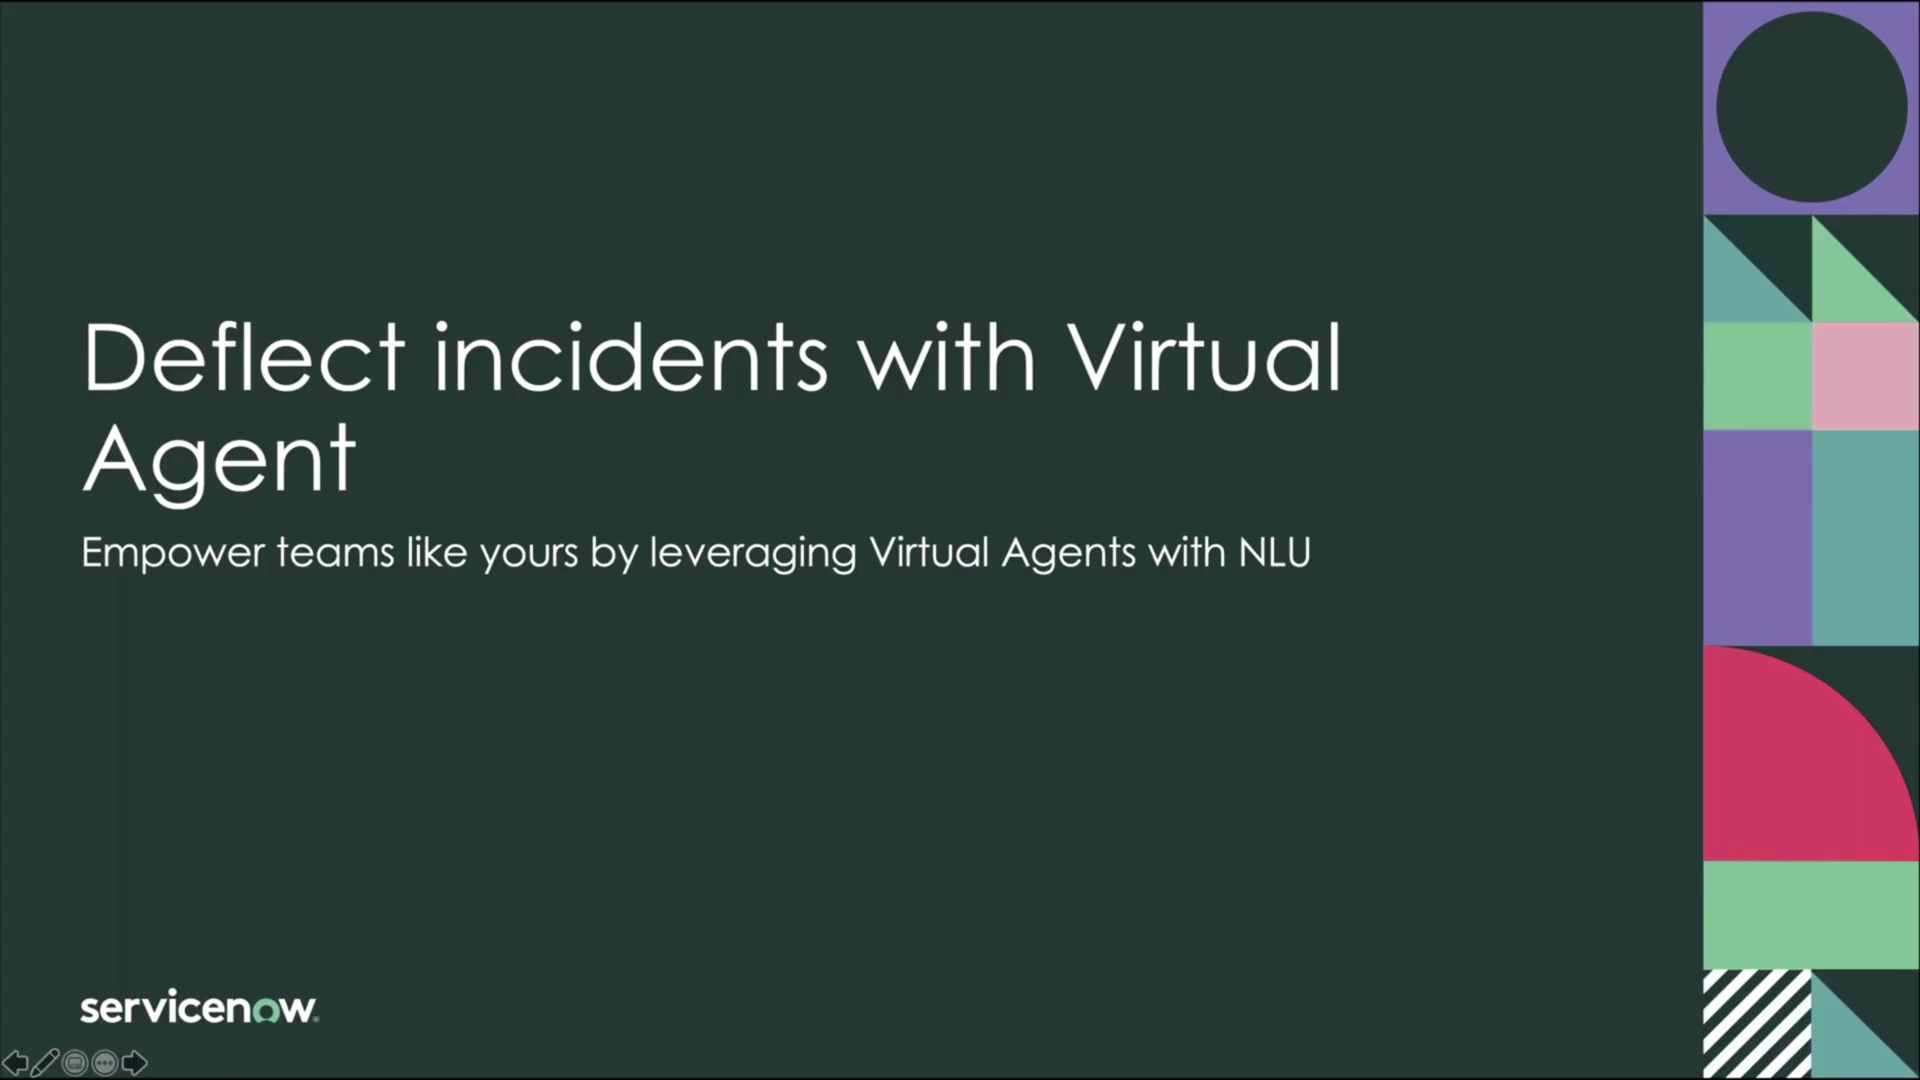 Deflect incidents with Virtual
Agent
Empower teams like yours by leveraging Virtual Agents with NLU
servicenow